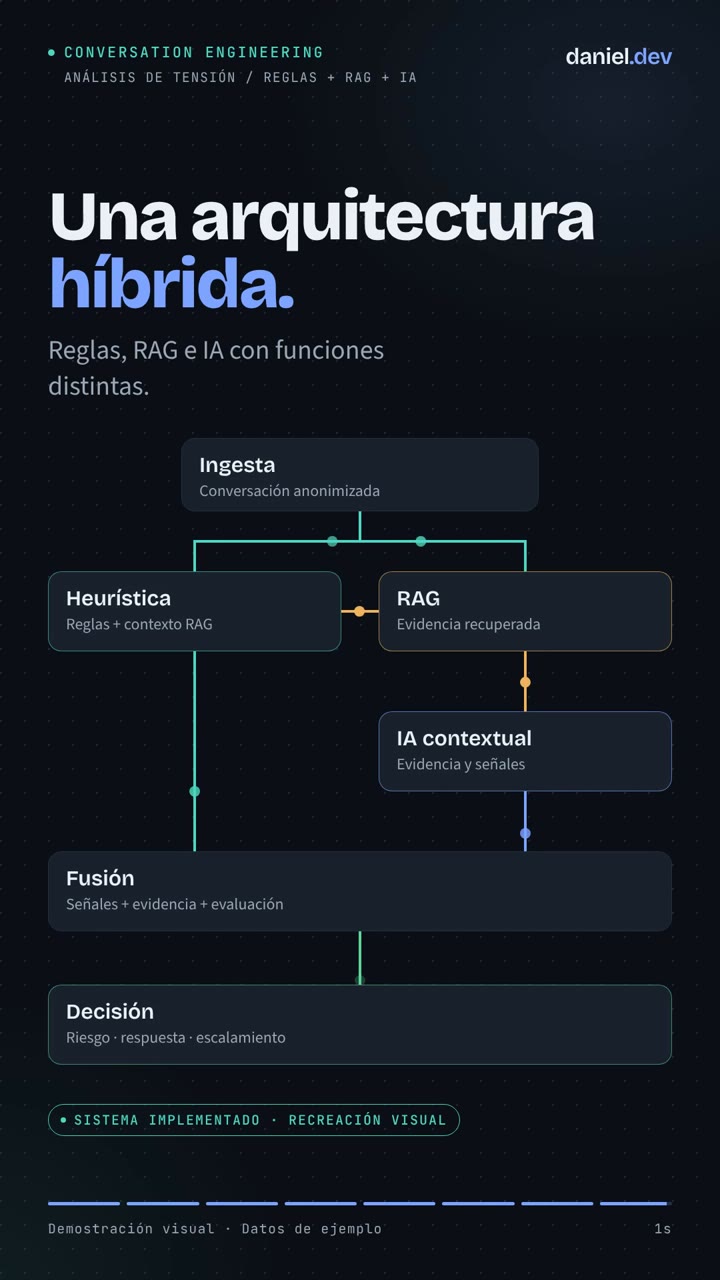 CONVERSATION ENGINEERING
ANÁLISIS DE TENSIÓN / REGLAS + RAG + IA
daniel.dev
Una arquitectura
híbrida.
Reglas, RAG e IA con funciones
distintas.
Ingesta
Conversación anonimizada
Heurística
Reglas + contexto RAG
RAG
Evidencia recuperada
IA contextual
Evidencia y señales
Fusión
Señales + evidencia + evaluación
Decisión
Riesgo · respuesta · escalamiento
SISTEMA IMPLEMENTADO · RECREACIÓN VISUAL
Demostración visual · Datos de ejemplo
1s